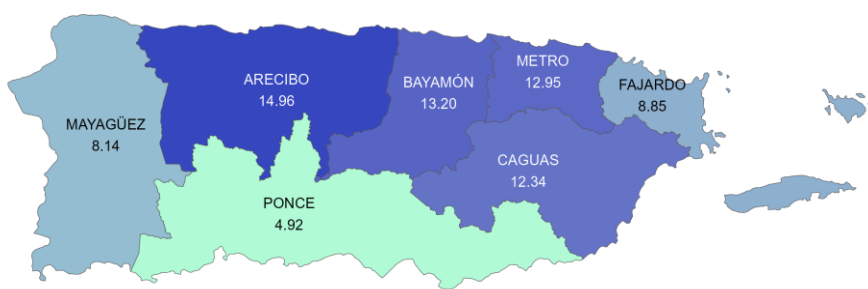 METRO
12.95
ARECIBO
14.96
BAYAMÓN
13.20
FAJARDO
8.85
MAYAGÜEZ
8.14
CAGUAS
12.34
PONCE
4.92